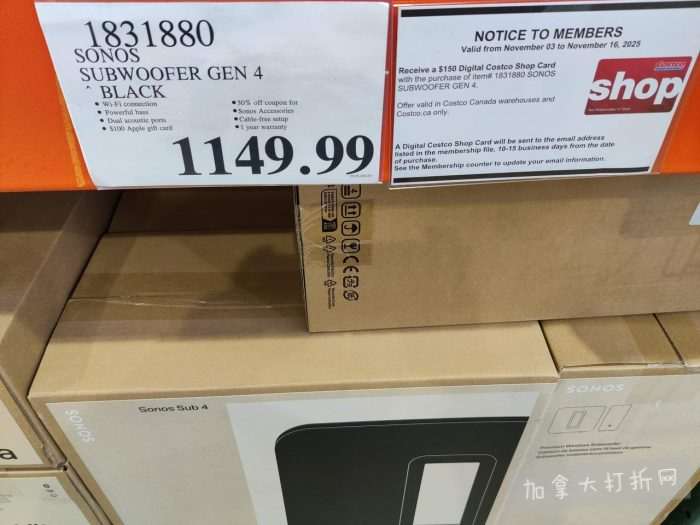 1831880
SONOS
SUBWOOFER GEN 4
^ BLACK
• Wi-Fi connection
• Powerful bass
• Dual acoustic ports
• $100 Apple gift card
• 30% off coupon for
• Sonos Accessories
• Cable-free setup
• 1 year warranty
1149.99
NOTICE TO MEMBERS
Valid from November 03 to November 16, 2025
Receive a $150 Digital Costco Shop Card
with the purchase of item# 1831880 SONOS
SUBWOOFER GEN 4.
Offer valid in Costco Canada warehouses and
Costco.ca only.
shop
A Digital Costco Shop Card will be sent to the email address
listed in the membership file, 10-15 business days from the date
of purchase.
See the Membership counter to update your email information.
Sonos Sub 4
SONOS
SONOS
Premium Wireless Subwoofer
a
加拿大打折网